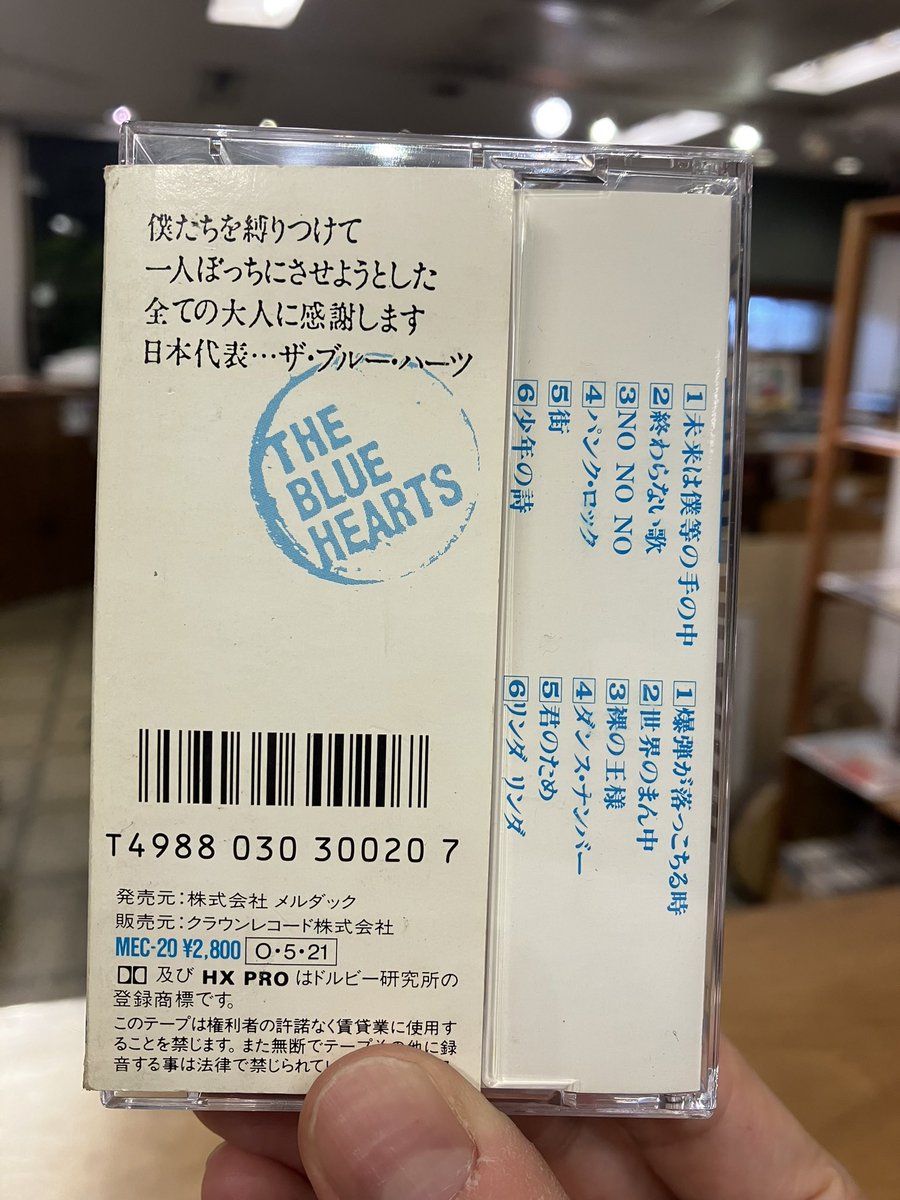 僕たちを縛りつけて
一人ぼっちにさせようとした
全ての大人に感謝します
日本代表…ザ・ブルー・ハーツ
THE
BLUE
HEARTS
T4988 030 30020 7
発売元:株式会社 メルダック
販売元:クラウンレコード株式会社
MEC-20 ¥2,800 O・5・21
及び HX PRO はドルビー研究所の
登録商標です。
このテープは権利者の許諾なく賃貸業に使用す
ることを禁じます。また無断でテープその他に録
音する事は法律で禁じられてい
1 未来は僕等の手の中
2 終わらない歌
3 NO NO NO
4 パンク・ロック
5 街
6 少年の詩
1 爆弾が落っこちる時
2 世界のまん中
3 裸の王様
4 ダンス・ナンバー
5 君のため
6 リンダ リンダ